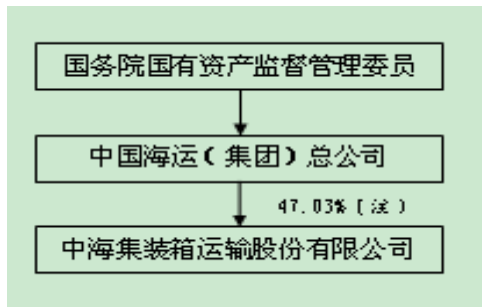 国务院国有资产监督管理委员
中国海运(集团)总公司
47.03% (注)
中海集装箱运输股份有限公司